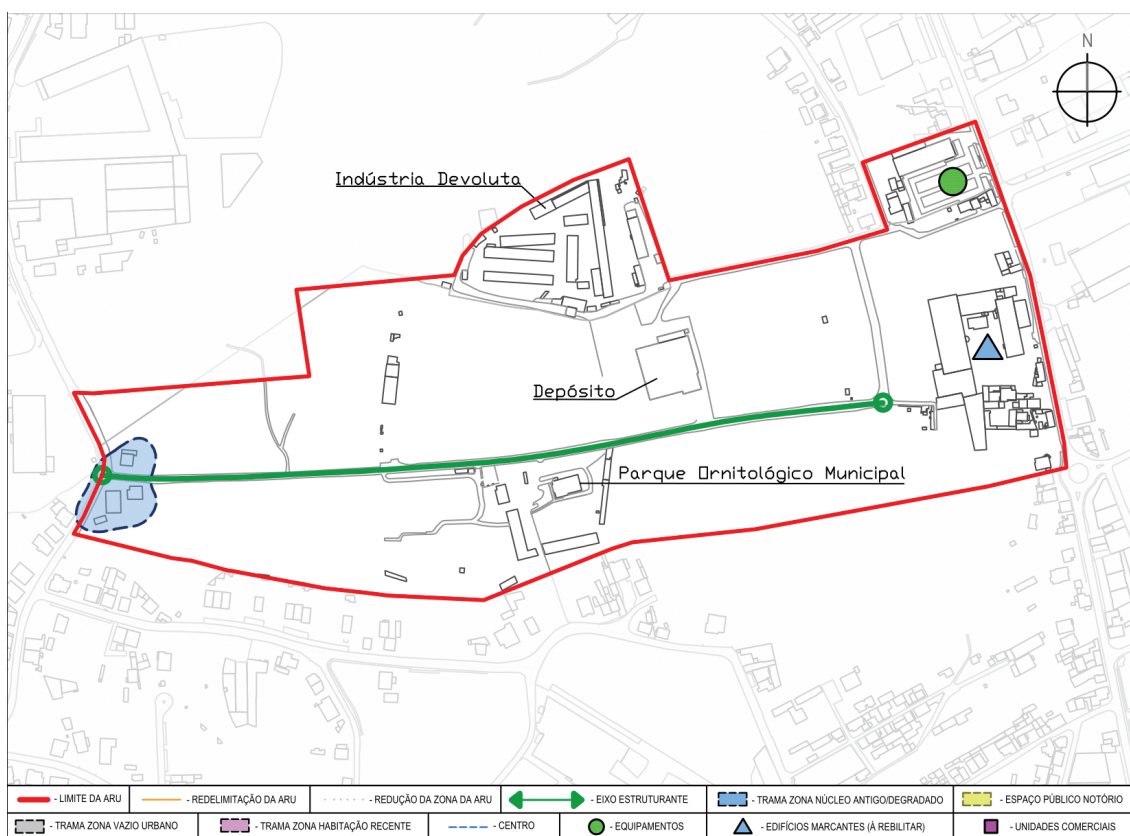 N
Indústria Devoluta
Depósito
Parque Ornitológico Municipal
- LIMITE DA ARU
- REDELIMITAÇÃO DA ARU
- REDUÇÃO DA ZONA DA ARU
- EIXO ESTRUTURANTE
- TRAMA ZONA NÚCLEO ANTIGO/DEGRADADO
- ESPAÇO PÚBLICO NOTÓRIO
- TRAMA ZONA VAZIO URBANO
- TRAMA ZONA HABITAÇÃO RECENTE
- CENTRO
- EQUIPAMENTOS
- EDIFÍCIOS MARCANTES (À REBILITAR)
- UNIDADES COMERCIAIS